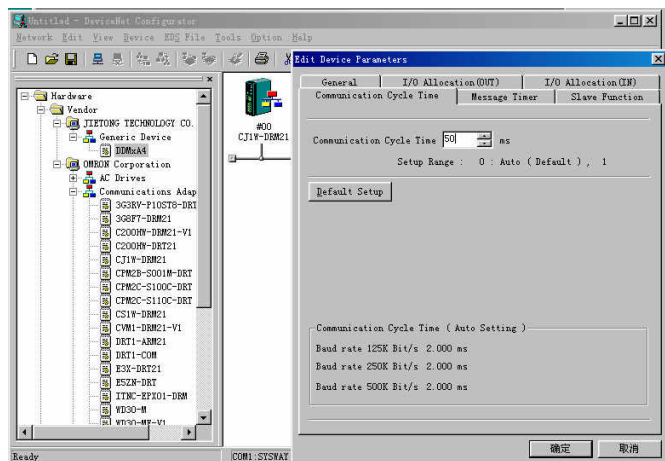 Untitled - DeviceNet Configurator
Network Edit View Device EDS File Tools Option Help
Edit Device Parameters
General I/O Allocation(OUT) I/O Allocation(IN)
Communication Cycle Time Message Timer Slave Function
Communication Cycle Time 50 ms
Setup Range : 0 : Auto ( Default ) , 1
Default Setup
Communication Cycle Time ( Auto Setting )
Baud rate 125K Bit/s 2.000 ms
Baud rate 250K Bit/s 2.000 ms
Baud rate 500K Bit/s 2.000 ms
确定 取消
Hardware
Vendor
JIETONG TECHNOLOGY CO.
Generic Device
DDMxA4
OMRON Corporation
AC Drives
Communications Adap
3G3RV-P10ST8-DRT
3G8F7-DRM21
C200HW-DRM21-V1
C200HW-DRT21
CJ1W-DRM21
CPM2B-S001M-DRT
CPM2C-S100C-DRT
CPM2C-S110C-DRT
CS1W-DRM21
CVM1-DRM21-V1
DRT1-ARM21
DRT1-COM
E3X-DRT21
E5ZN-DRT
ITNC-EPX01-DRM
WD30-M
WD30-ME-V1
#00
CJ1W-DRM21
Ready
COM1:SYSWAY